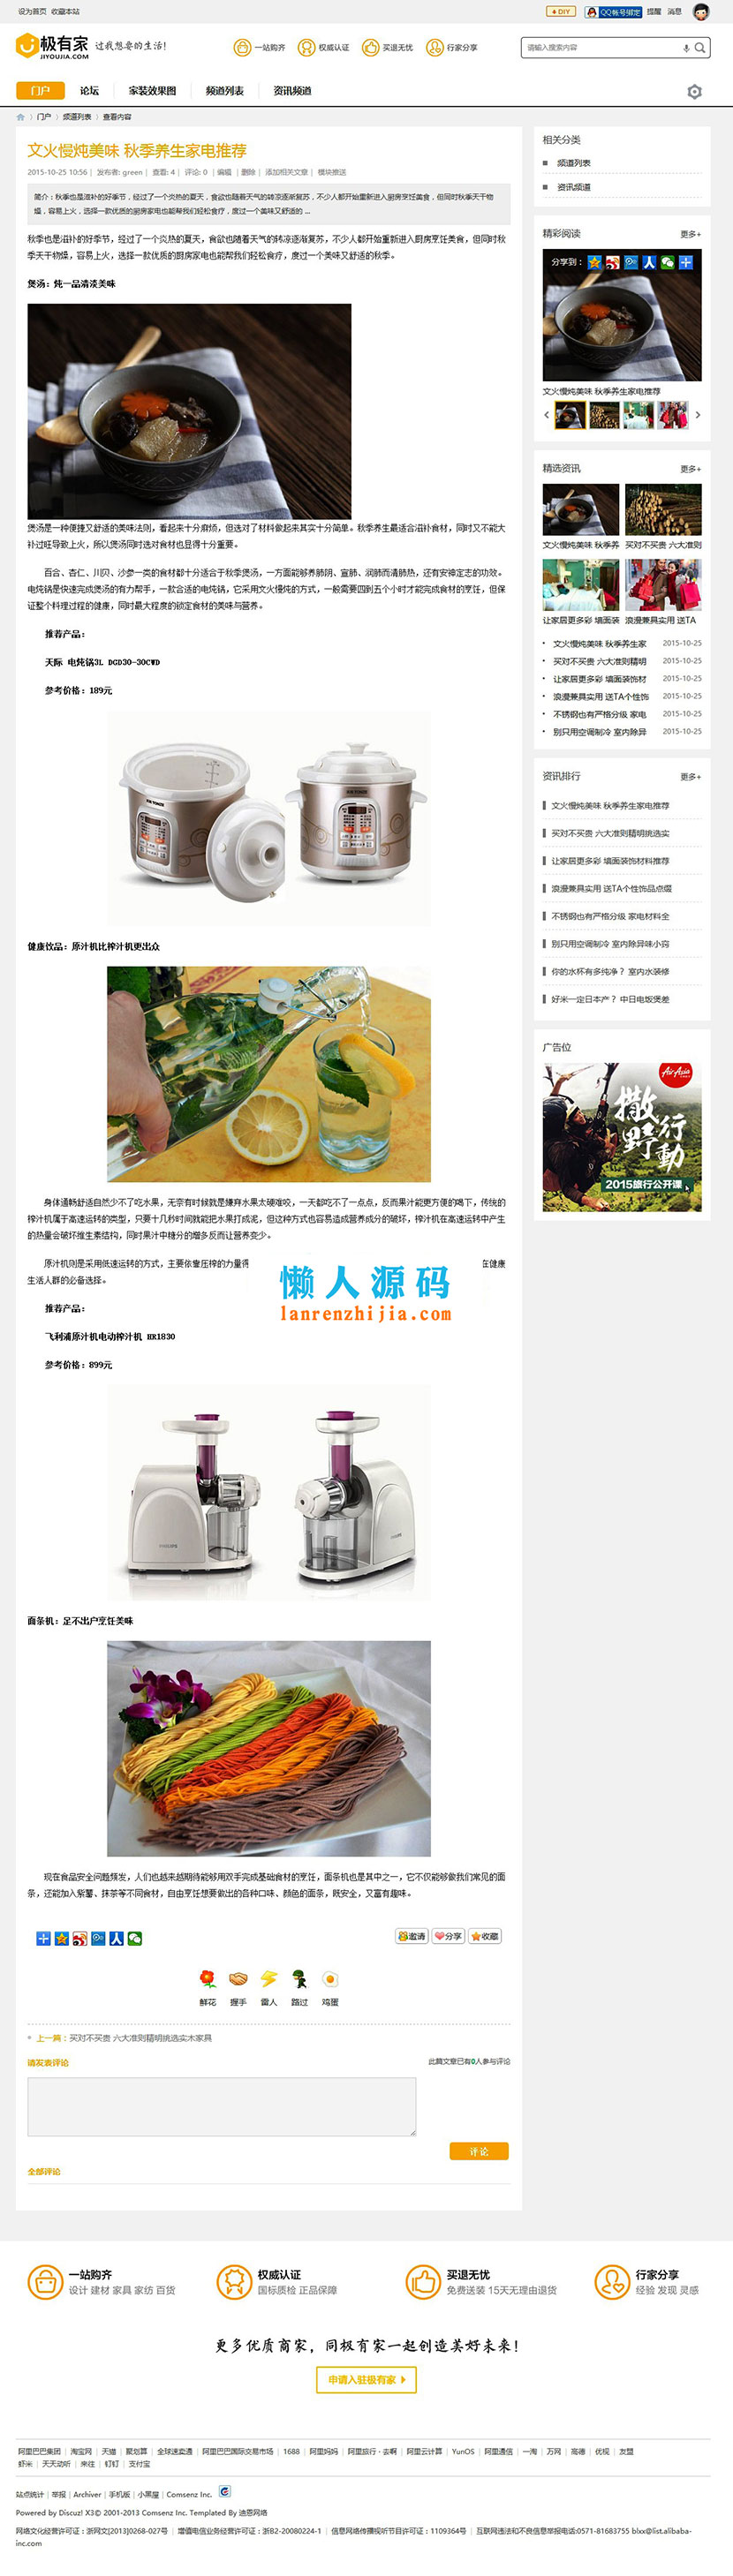 设为首页 收藏本站
DIY QQ帐号绑定 提醒 消息
极有家 过我想要的生活!
JIYOUJIA.COM
一站购齐 权威认证 买退无忧 行家分享
请输入搜索内容
门户 论坛 家装效果图 频道列表 资讯频道
门户 › 频道列表 › 查看内容
文火慢炖美味 秋季养生家电推荐
2015-10-25 10:56 | 发布者: green | 查看: 4 | 评论: 0 | 编辑 | 删除 | 添加相关文章 | 模块推送
简介:秋季也是滋补的好季节,经过了一个炎热的夏天,食欲也随着天气的转凉逐渐复苏,不少人都开始重新进入厨房烹饪美食,但同时秋季天干物
燥,容易上火,选择一款优质的厨房家电也能帮我们轻松食疗,度过一个美味又舒适的 ...
秋季也是滋补的好季节,经过了一个炎热的夏天,食欲也随着天气的转凉逐渐复苏,不少人都开始重新进入厨房烹饪美食,但同时秋
季天干物燥,容易上火,选择一款优质的厨房家电也能帮我们轻松食疗,度过一个美味又舒适的秋季。
煲汤:炖一品清淡美味
煲汤是一种便捷又舒适的美味法则,看起来十分麻烦,但选对了材料做起来其实十分简单。秋季养生最适合滋补食材,同时又不能大
补过旺导致上火,所以煲汤同时选对食材也显得十分重要。
百合、杏仁、川贝、沙参一类的食材都十分适合于秋季煲汤,一方面能够养肺阴、宣肺、润肺而清肺热,还有安神定志的功效。
电炖锅是快速完成煲汤的有力帮手,一款合适的电炖锅,它采用文火慢炖的方式,一般需要四到五个小时才能完成食材的烹饪,但保
证整个料理过程的健康,同时最大程度的锁定食材的美味与营养。
推荐产品:
天际 电炖锅3L DGD30-30CWD
参考价格:189元
健康饮品:原汁机比榨汁机更出众
身体通畅舒适自然少不了吃水果,无奈有时候就是嫌弃水果太硬难咬,一天都吃不了一点点,反而果汁能更方便的喝下,传统的
榨汁机属于高速运转的类型,只要十几秒时间就能把水果打成泥,但这种方式也容易造成营养成分的破坏,榨汁机在高速运转中产生
的热量会破坏维生素结构,同时果汁中糖分的增多反而让营养变少。
原汁机则是采用低速运转的方式,主要依靠压榨的力量得 在健康
生活人群的必备选择。
懒人源码
lanrenzhijia.com
推荐产品:
飞利浦原汁机电动榨汁机 HR1830
参考价格:899元
PHILIPS
面条机:足不出户烹饪美味
现在食品安全问题频发,人们也越来越期待能够用双手完成基础食材的烹饪,面条机也是其中之一,它不仅能够做我们常见的面
条,还能加入紫薯、抹茶等不同食材,自由烹饪想要做出的各种口味、颜色的面条,既安全,又富有趣味。
邀请 分享 收藏
鲜花 握手 雷人 路过 鸡蛋
上一篇:买对不买贵 六大准则精明挑选实木家具
请发表评论 此篇文章已有0人参与评论
评 论
全部评论
相关分类
频道列表
资讯频道
精彩阅读 更多+
分享到:
文火慢炖美味 秋季养生家电推荐
精选资讯 更多+
文火慢炖美味 秋季养 买对不买贵 六大准则
让家居更多彩 墙面装 浪漫兼具实用 送TA
文火慢炖美味 秋季养生家 2015-10-25
买对不买贵 六大准则精明 2015-10-25
让家居更多彩 墙面装饰材 2015-10-25
浪漫兼具实用 送TA个性饰 2015-10-25
不锈钢也有严格分级 家电 2015-10-25
别只用空调制冷 室内除异 2015-10-25
资讯排行 更多+
文火慢炖美味 秋季养生家电推荐
买对不买贵 六大准则精明挑选实
让家居更多彩 墙面装饰材料推荐
浪漫兼具实用 送TA个性饰品点缀
不锈钢也有严格分级 家电材料全
别只用空调制冷 室内除异味小窍
你的水杯有多纯净? 室内水装修
好米一定日本产? 中日电饭煲差
广告位
AirAsia
撒野行動
2015旅行公开课
一站购齐
设计 建材 家具 家纺 百货
权威认证
国标质检 正品保障
买退无忧
免费送装 15天无理由退货
行家分享
经验 发现 灵感
更多优质商家,同极有家一起创造美好未来!
申请入驻极有家
阿里巴巴集团 | 淘宝网 | 天猫 | 聚划算 | 全球速卖通 | 阿里巴巴国际交易市场 | 1688 | 阿里妈妈 | 阿里旅行·去啊 | 阿里云计算 | YunOS | 阿里通信 | 一淘 | 万网 | 高德 | 优视 | 友盟
虾米 | 天天动听 | 来往 | 钉钉 | 支付宝
站点统计 | 举报 | Archiver | 手机版 | 小黑屋 | Comsenz Inc.
Powered by Discuz! X3© 2001-2013 Comsenz Inc. Templated By 迪恩网络
网络文化经营许可证:浙网文[2013]0268-027号 | 增值电信业务经营许可证:浙B2-20080224-1 | 信息网络传播视听节目许可证:1109364号 | 互联网违法和不良信息举报电话:0571-81683755 blxx@list.alibaba-
inc.com